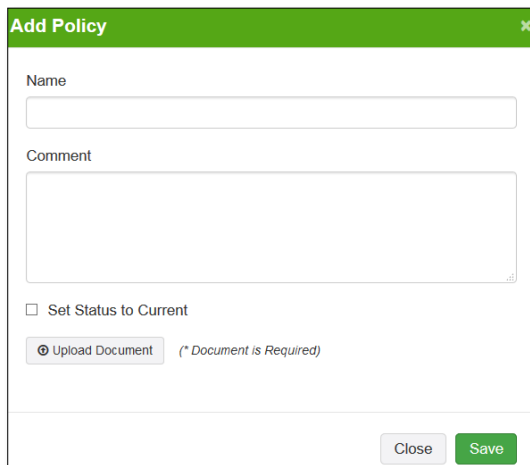 Add Policy
Name
Comment
Set Status to Current
Upload Document (* Document is Required)
Close Save